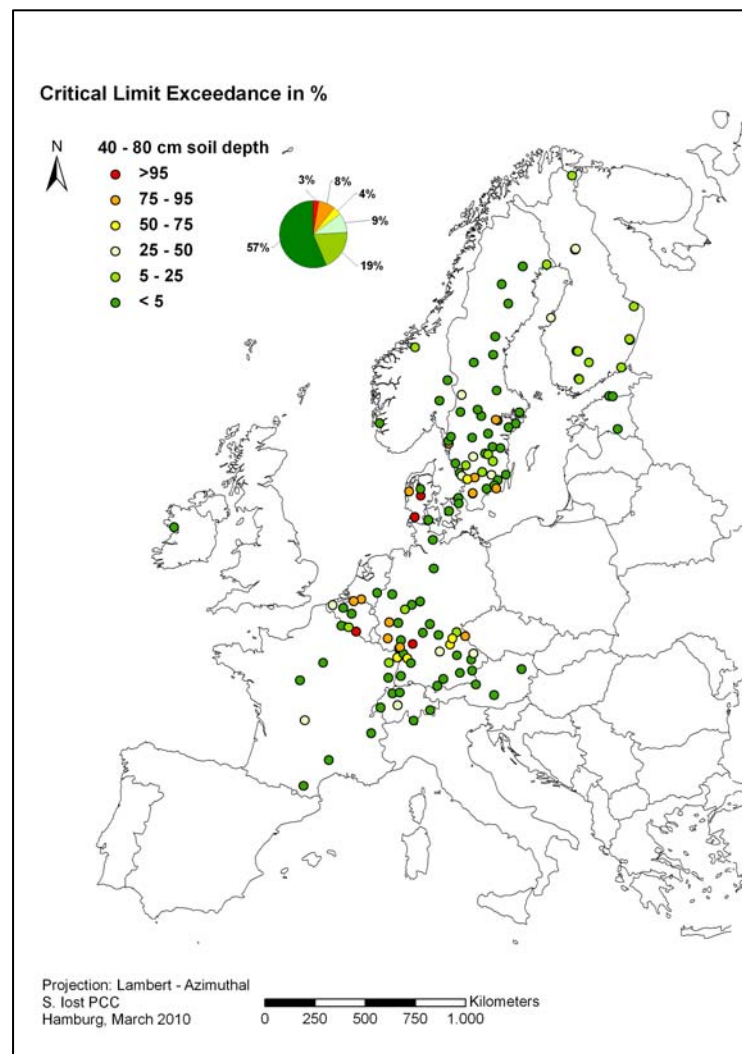 Critical Limit Exceedance in %
N
40 - 80 cm soil depth
>95
75 - 95
50 - 75
25 - 50
5 - 25
< 5
3%
8%
4%
9%
19%
57%
Projection: Lambert - Azimuthal
S. Iost PCC
Hamburg, March 2010
Kilometers
0 250 500 750 1.000